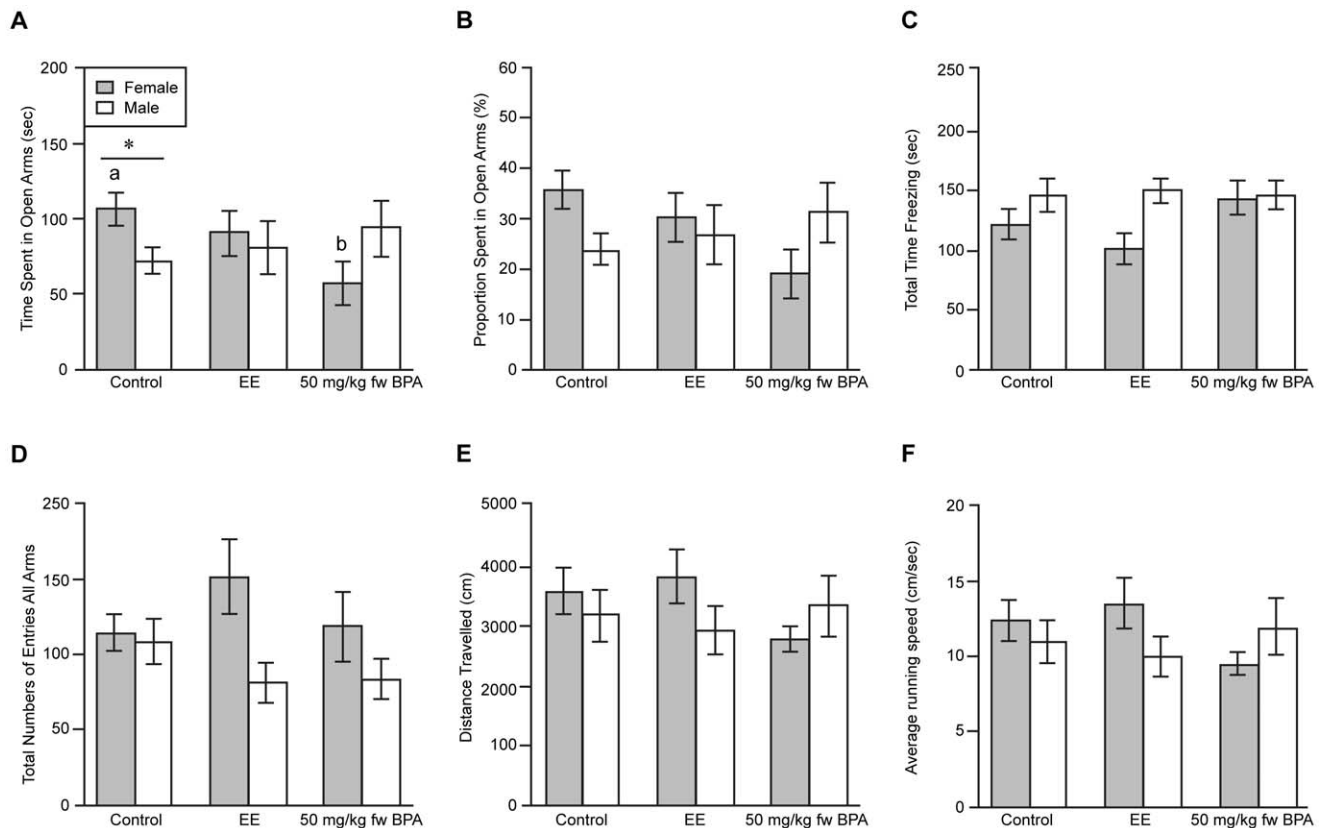 A
Time Spent in Open Arms (sec)
200
150
100
50
0
Female
Male
*
a
b
Control
EE
50 mg/kg fw BPA
B
Proportion Spent in Open Arms (%)
60
50
40
30
20
10
0
Control
EE
50 mg/kg fw BPA
C
Total Time Freezing (sec)
250
200
150
100
50
0
Control
EE
50 mg/kg fw BPA
D
Total Numbers of Entries All Arms
250
150
100
50
0
Control
EE
50 mg/kg fw BPA
E
Distance Travelled (cm)
5000
4000
3000
2000
100
0
Control
EE
50 mg/kg fw BPA
F
Average running speed (cm/sec)
20
15
10
5
0
Control
EE
50 mg/kg fw BPA